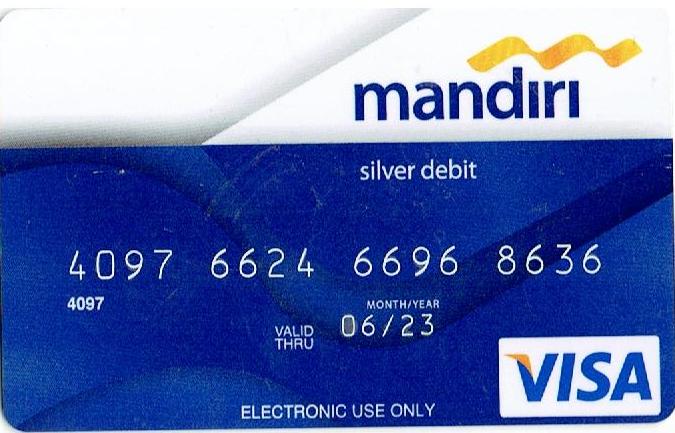 mandiri
silver debit
4097 6624 6696 8636
4097
MONTH/YEAR
VALID THRU 06/23
VISA
ELECTRONIC USE ONLY